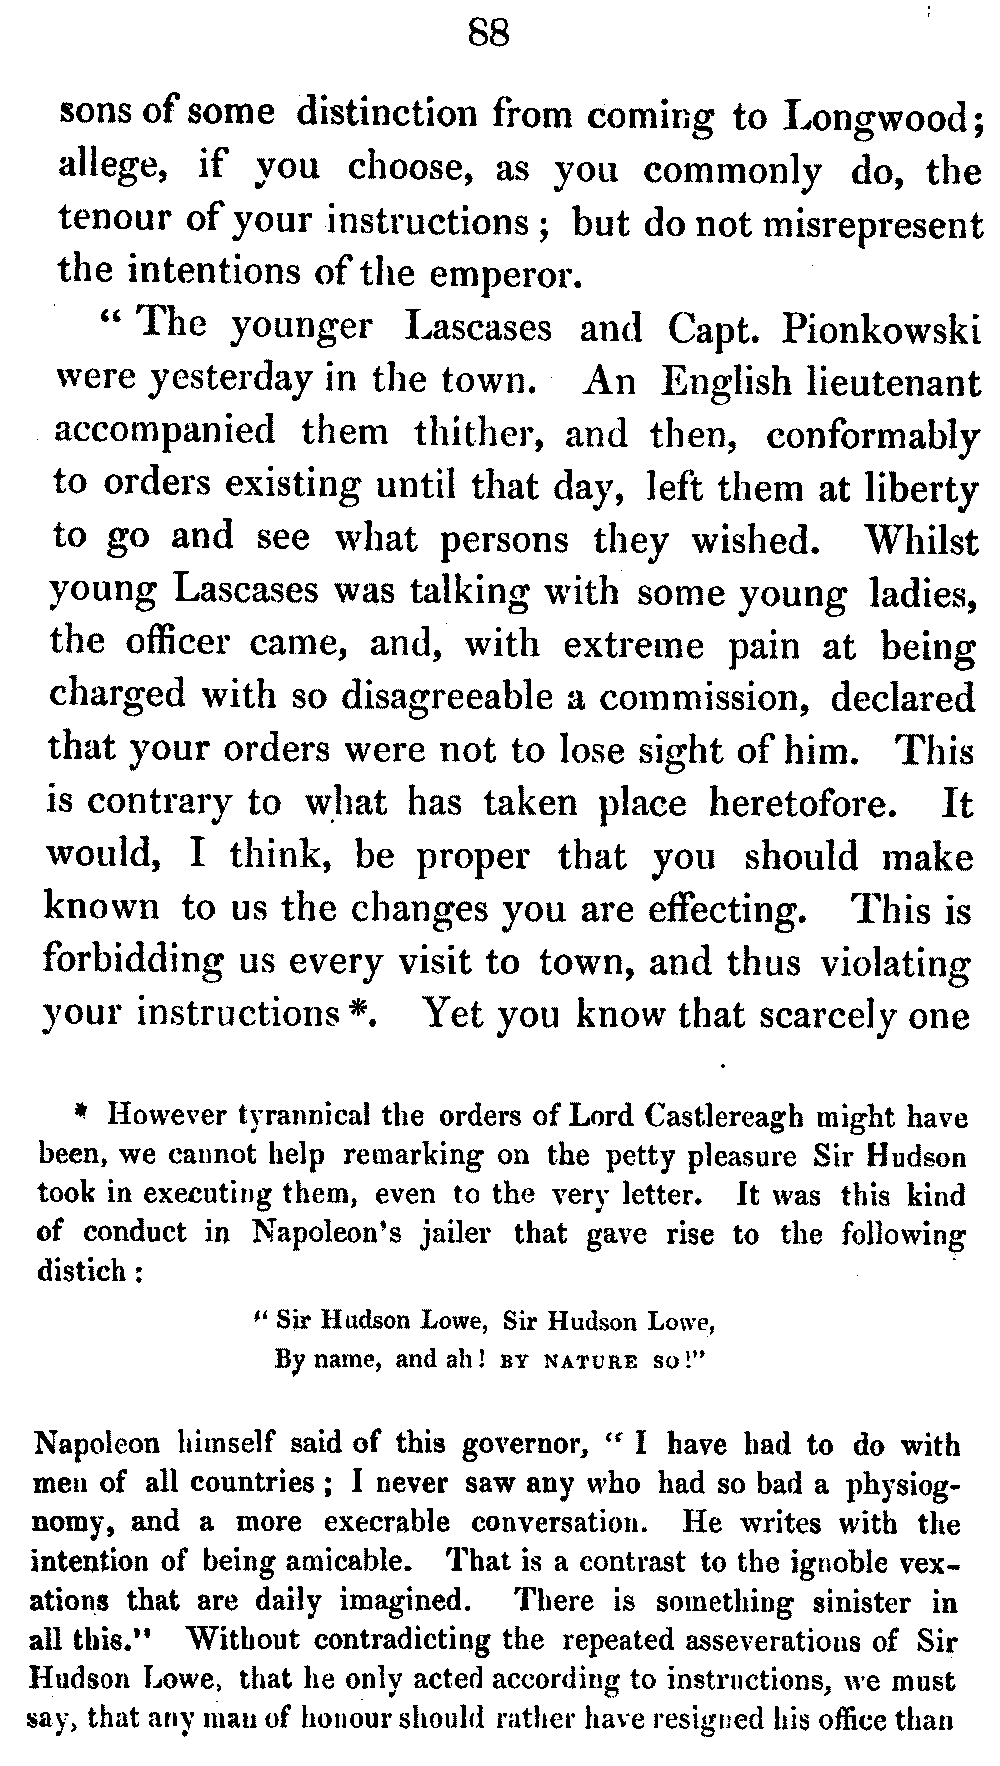 88
sons of some distinction from coming to Longwood;
allege, if you choose, as you commonly do, the
tenour of your instructions; but do not misrepresent
the intentions of the emperor.
“ The younger Lascases and Capt. Pionkowski
were yesterday in the town. An English lieutenant
accompanied them thither, and then, conformably
to orders existing until that day, left them at liberty
to go and see what persons they wished. Whilst
young Lascases was talking with some young ladies,
the officer came, and, with extreme pain at being
charged with so disagreeable a commission, declared
that your orders were not to lose sight of him. This
is contrary to what has taken place heretofore. It
would, I think, be proper that you should make
known to us the changes you are effecting. This is
forbidding us every visit to town, and thus violating
your instructions *. Yet you know that scarcely one
* However tyrannical the orders of Lord Castlereagh might have
been, we cannot help remarking on the petty pleasure Sir Hudson
took in executing them, even to the very letter. It was this kind
of conduct in Napoleon's jailer that gave rise to the following
distich :
“ Sir Hudson Lowe, Sir Hudson Lowe,
By name, and ah! BY NATURE SO!”
Napoleon himself said of this governor, “ I have had to do with
men of all countries ; I never saw any who had so bad a physiog-
nomy, and a more execrable conversation. He writes with the
intention of being amicable. That is a contrast to the ignoble vex-
ations that are daily imagined. There is something sinister in
all this.” Without contradicting the repeated asseverations of Sir
Hudson Lowe, that he only acted according to instructions, we must
say, that any man of honour should rather have resigned his office than